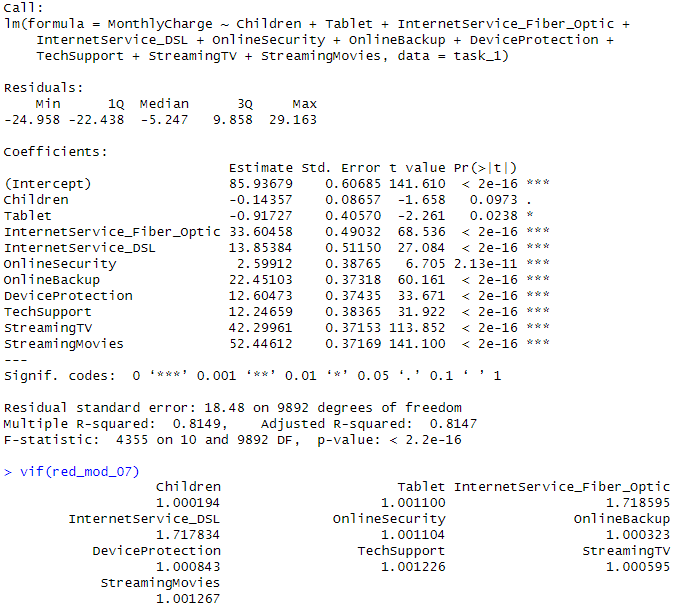 Call:
lm(formula = MonthlyCharge ~ Children + Tablet + InternetService_Fiber_Optic +
    InternetService_DSL + OnlineSecurity + OnlineBackup + DeviceProtection +
    TechSupport + StreamingTV + StreamingMovies, data = task_1)

Residuals:
    Min      1Q  Median      3Q     Max
-24.958 -22.438  -5.247   9.858  29.163

Coefficients:
                            Estimate Std. Error t value Pr(>|t|)
(Intercept)                 85.93679    0.60685 141.610  < 2e-16 ***
Children                    -0.14357    0.08657  -1.658   0.0973 .
Tablet                      -0.91727    0.40570  -2.261   0.0238 *
InternetService_Fiber_Optic 33.60458    0.49032  68.536  < 2e-16 ***
InternetService_DSL         13.85384    0.51150  27.084  < 2e-16 ***
OnlineSecurity               2.59912    0.38765   6.705 2.13e-11 ***
OnlineBackup                22.45103    0.37318  60.161  < 2e-16 ***
DeviceProtection            12.60473    0.37435  33.671  < 2e-16 ***
TechSupport                 12.24659    0.38365  31.922  < 2e-16 ***
StreamingTV                 42.29961    0.37153 113.852  < 2e-16 ***
StreamingMovies             52.44612    0.37169 141.100  < 2e-16 ***
---
Signif. codes:  0 ‘***’ 0.001 ‘**’ 0.01 ‘*’ 0.05 ‘.’ 0.1 ‘ ’ 1

Residual standard error: 18.48 on 9892 degrees of freedom
Multiple R-squared:  0.8149,    Adjusted R-squared:  0.8147
F-statistic:  4355 on 10 and 9892 DF,  p-value: < 2.2e-16

> vif(red_mod_07)
                   Children                      Tablet InternetService_Fiber_Optic
                   1.000194                    1.001100                    1.718595
        InternetService_DSL              OnlineSecurity                OnlineBackup
                   1.717834                    1.001104                    1.000323
           DeviceProtection                 TechSupport                 StreamingTV
                   1.000843                    1.001226                    1.000595
            StreamingMovies
                   1.001267